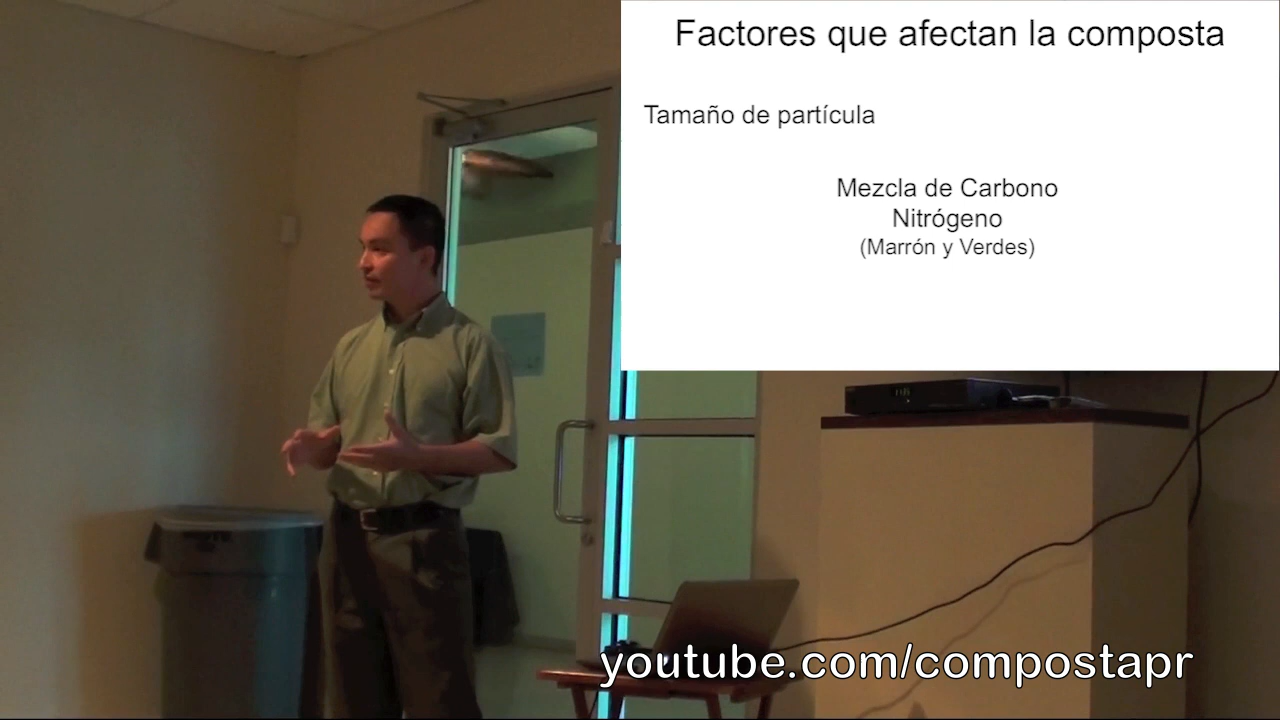 Factores que afectan la composta
Tamaño de partícula
Mezcla de Carbono
Nitrógeno
(Marrón y Verdes)
youtube.com/compostapr